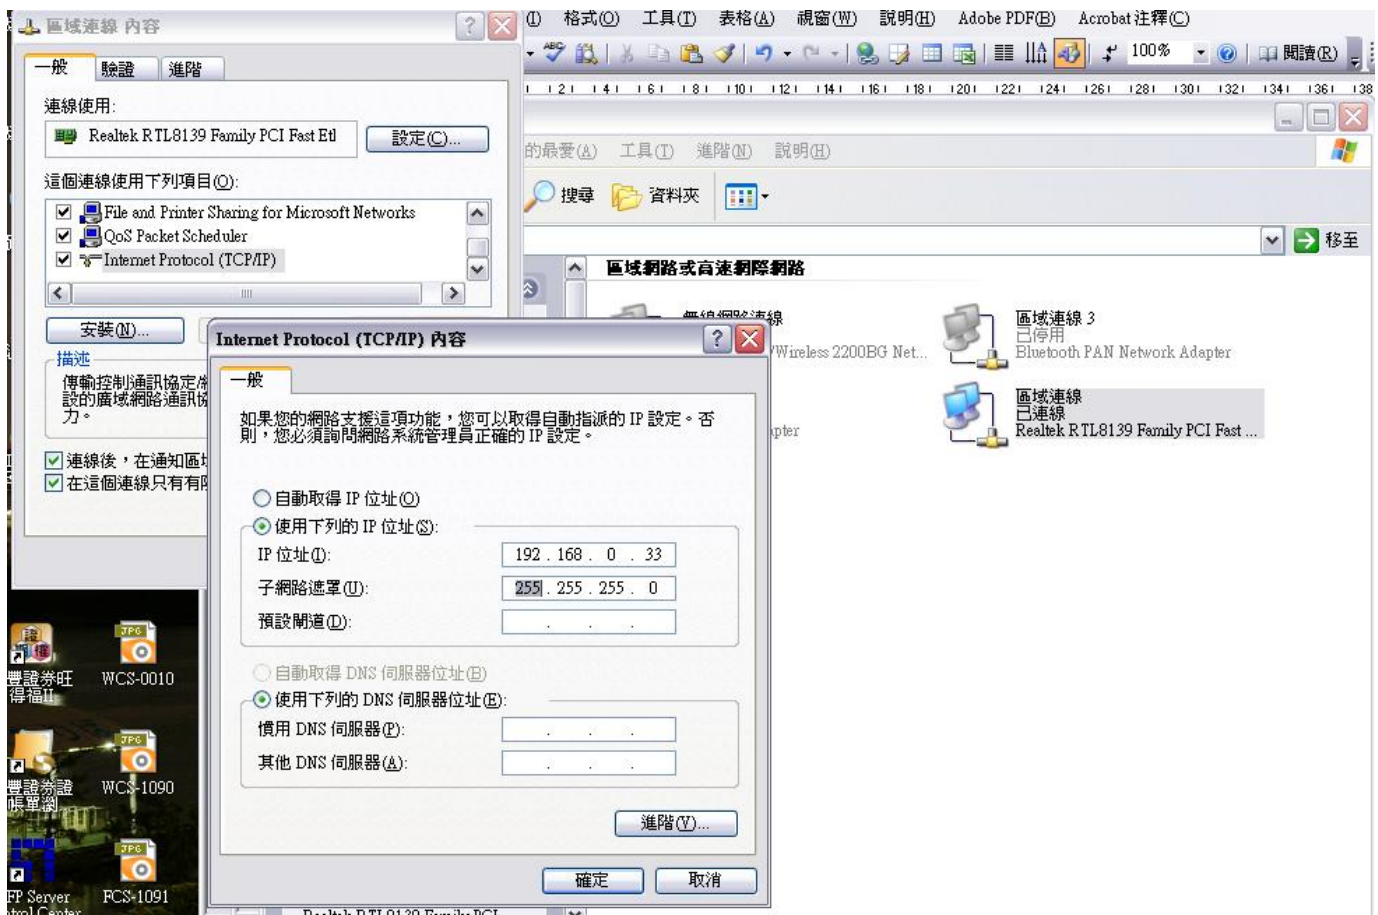 區域連線 內容
(I) 格式(O) 工具(T) 表格(A) 視窗(W) 說明(H) Adobe PDF(B) Acrobat 註釋(C)
100% 閱讀(R)
一般 驗證 進階
連線使用:
Realtek RTL8139 Family PCI Fast Etl
設定(C)...
這個連線使用下列項目(O):
File and Printer Sharing for Microsoft Networks
QoS Packet Scheduler
Internet Protocol (TCP/IP)
安裝(N)...
描述
傳輸控制通訊協定/
設的廣域網路通訊協
力。
連線後,在通知區
在這個連線只有有
的最愛(A) 工具(T) 進階(N) 說明(H)
搜尋 資料夾
移至
區域網路或高速網際網路
無線網路連線
/Wireless 2200BG Net...
區域連線 3
已停用
Bluetooth PAN Network Adapter
區域連線
已連線
Realtek RTL8139 Family PCI Fast ...
Internet Protocol (TCP/IP) 內容
一般
如果您的網路支援這項功能,您可以取得自動指派的 IP 設定。否
則,您必須詢問網路系統管理員正確的 IP 設定。
自動取得 IP 位址(O)
使用下列的 IP 位址(S):
IP 位址(I): 192 . 168 . 0 . 33
子網路遮罩(U): 255 . 255 . 255 . 0
預設閘道(D): . . .
自動取得 DNS 伺服器位址(B)
使用下列的 DNS 伺服器位址(E):
慣用 DNS 伺服器(P): . . .
其他 DNS 伺服器(A): . . .
進階(V)...
確定 取消
豐證券旺
得福II
WCS-0010
豐證券證
WCS-1090
FP Server
FCS-1091